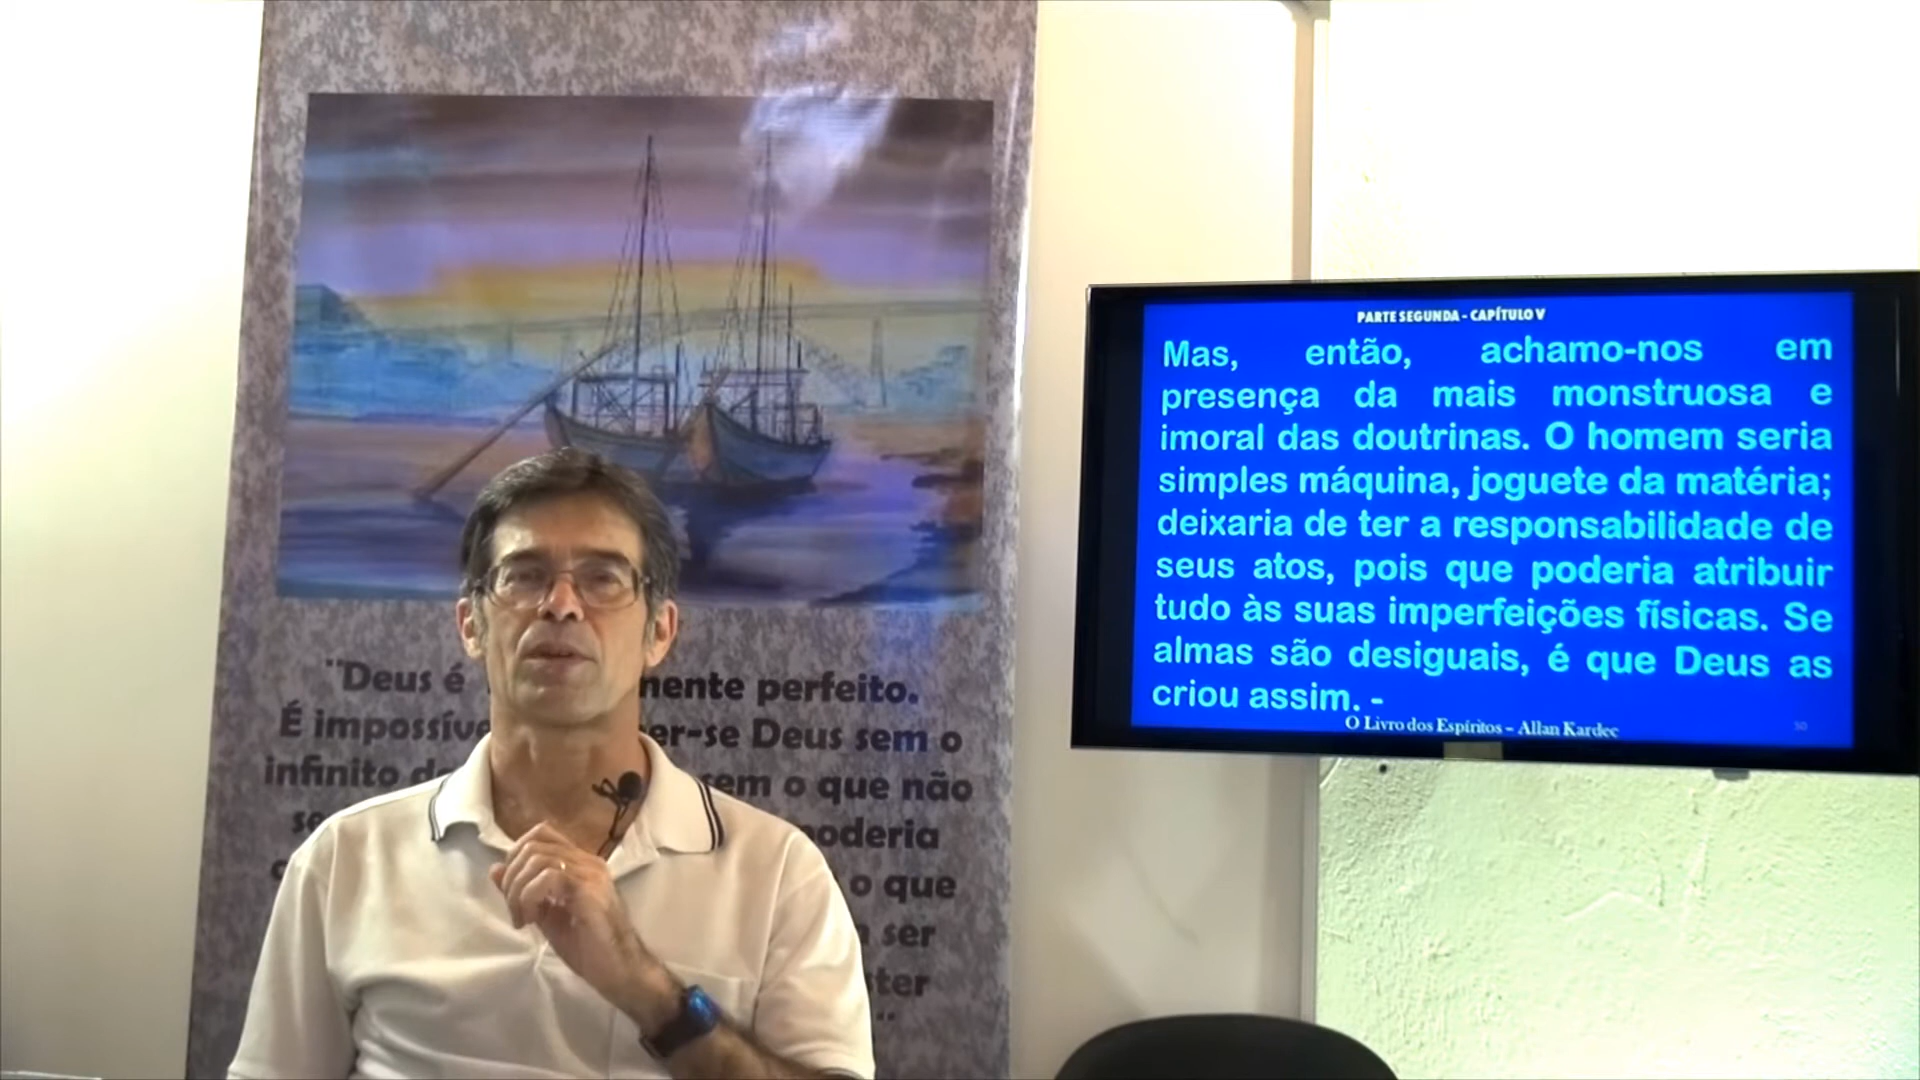 "Deus é
mente perfeito.
É impossíve
er-se Deus sem o
infinito d
sem o que não
se
poderia
o que
ser
ster
PARTE SEGUNDA - CAPÍTULO V
Mas, então, achamo-nos em
presença da mais monstruosa e
imoral das doutrinas. O homem seria
simples máquina, joguete da matéria;
deixaria de ter a responsabilidade de
seus atos, pois que poderia atribuir
tudo às suas imperfeições físicas. Se
almas são desiguais, é que Deus as
criou assim. -
O Livro dos Espíritos – Allan Kardec
50